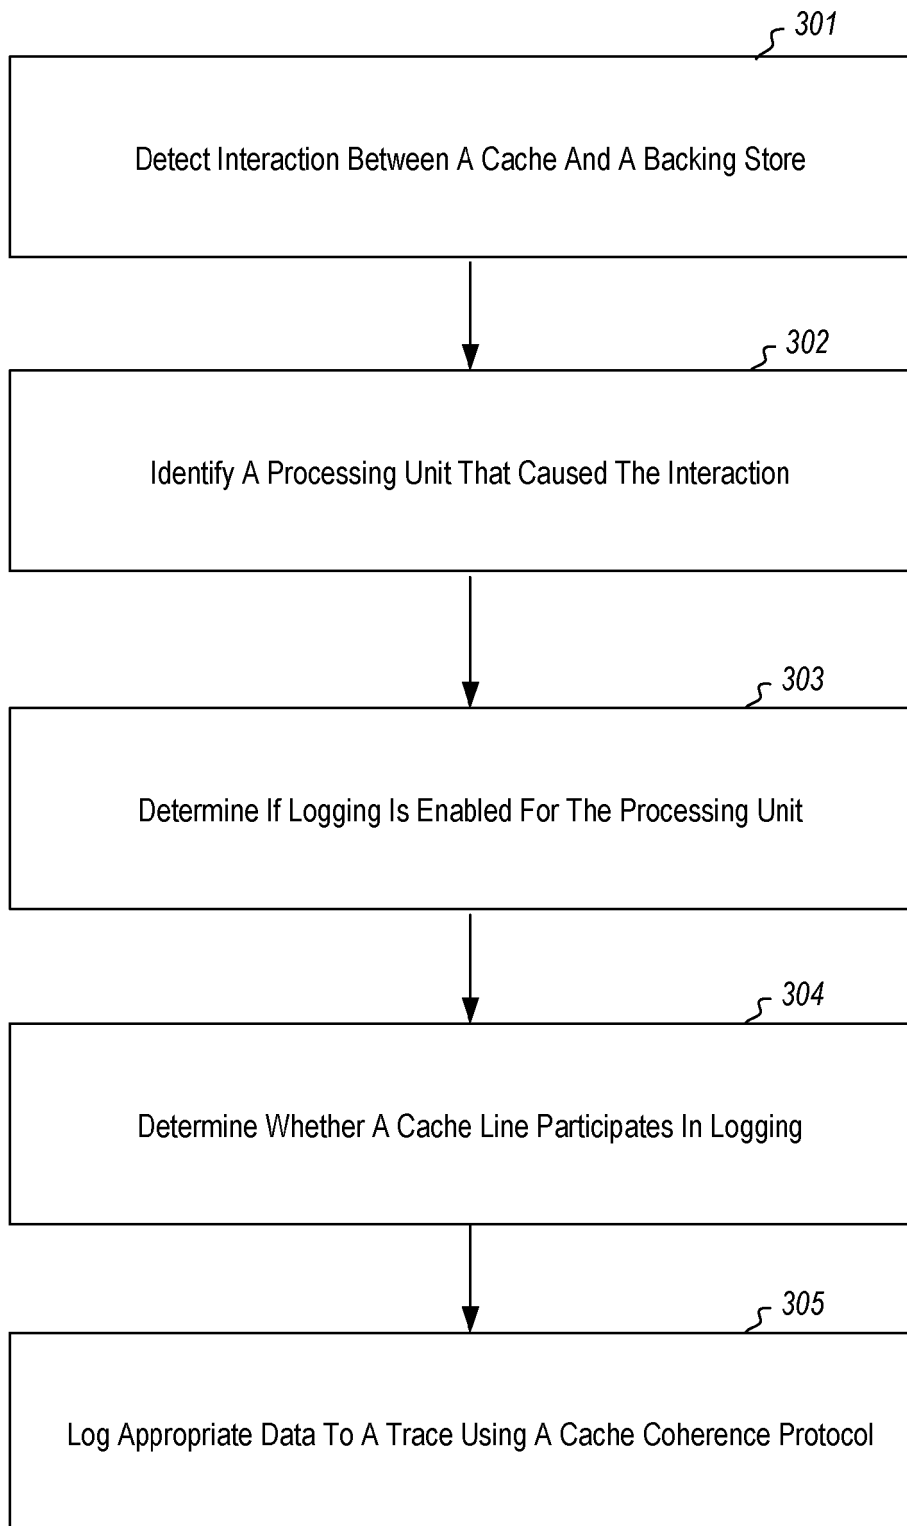 301
Detect Interaction Between A Cache And A Backing Store
302
Identify A Processing Unit That Caused The Interaction
303
Determine If Logging Is Enabled For The Processing Unit
304
Determine Whether A Cache Line Participates In Logging
305
Log Appropriate Data To A Trace Using A Cache Coherence Protocol